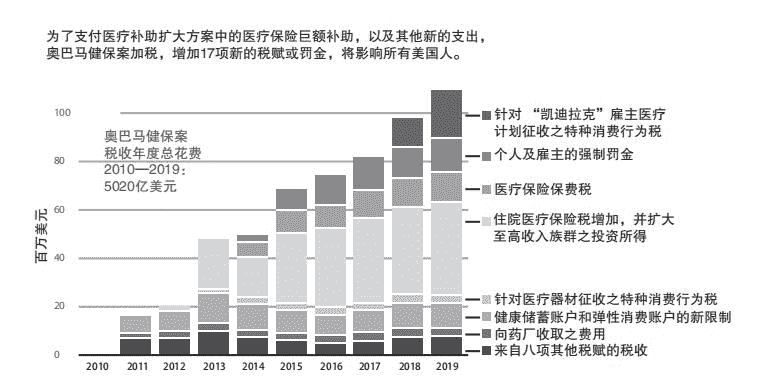 为了支付医疗补助扩大方案中的医疗保险巨额补助，以及其他新的支出，
奥巴马健保案加税，增加17项新的税赋或罚金，将影响所有美国人。
奥巴马健保案
税收年度总花费
2010—2019：
5020亿美元
百万美元
100
80
60
40
20
0
2010 2011 2012 2013 2014 2015 2016 2017 2018 2019
针对 “凯迪拉克” 雇主医疗
计划征收之特种消费行为税
个人及雇主的强制罚金
医疗保险保费税
住院医疗保险税增加，并扩大
至高收入族群之投资所得
针对医疗器材征收之特种消费行为税
健康储蓄账户和弹性消费账户的新限制
向药厂收取之费用
来自八项其他税赋的税收